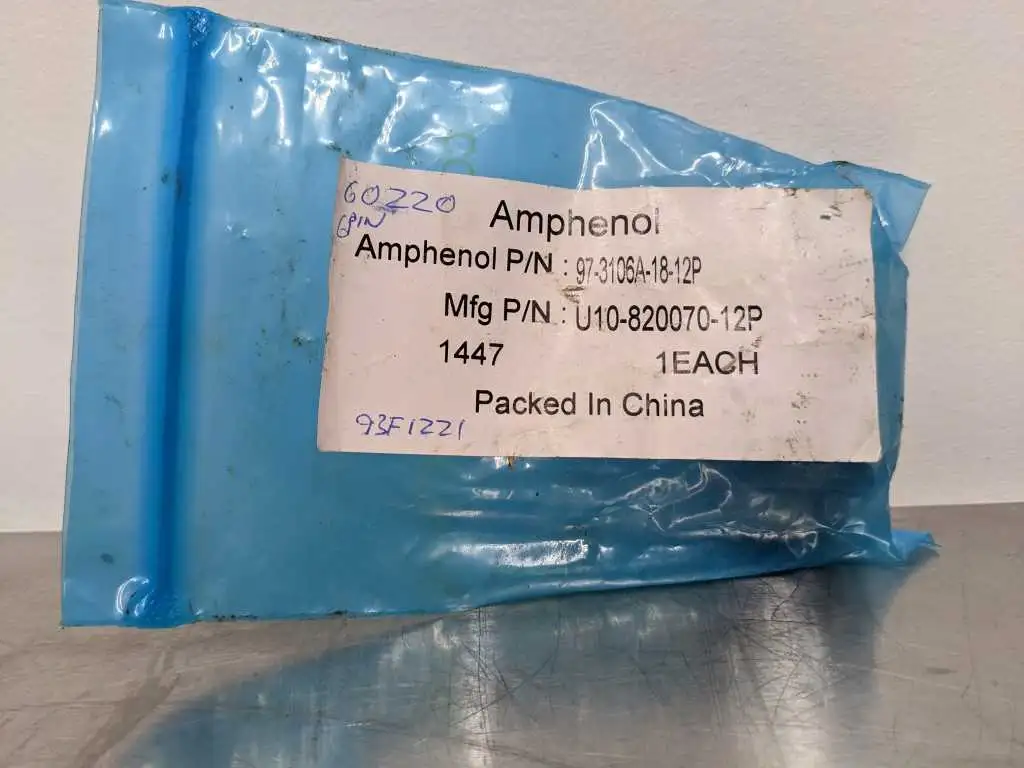 60220
6PIN
Amphenol
Amphenol P/N : 97-3106A-18-12P
Mfg P/N : U10-820070-12P
1447 1EACH
Packed In China
93F1221